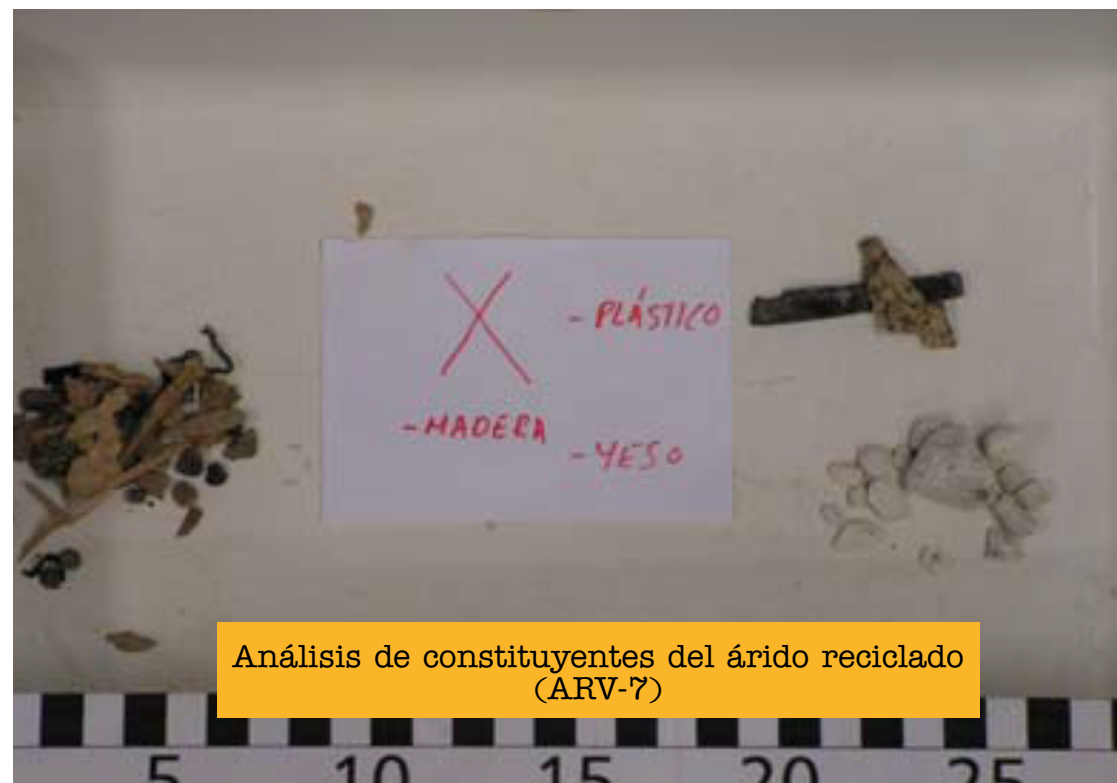 X
- PLÁSTICO
- MADERA
- YESO
Análisis de constituyentes del árido reciclado
(ARV-7)
5 10 15 20 25